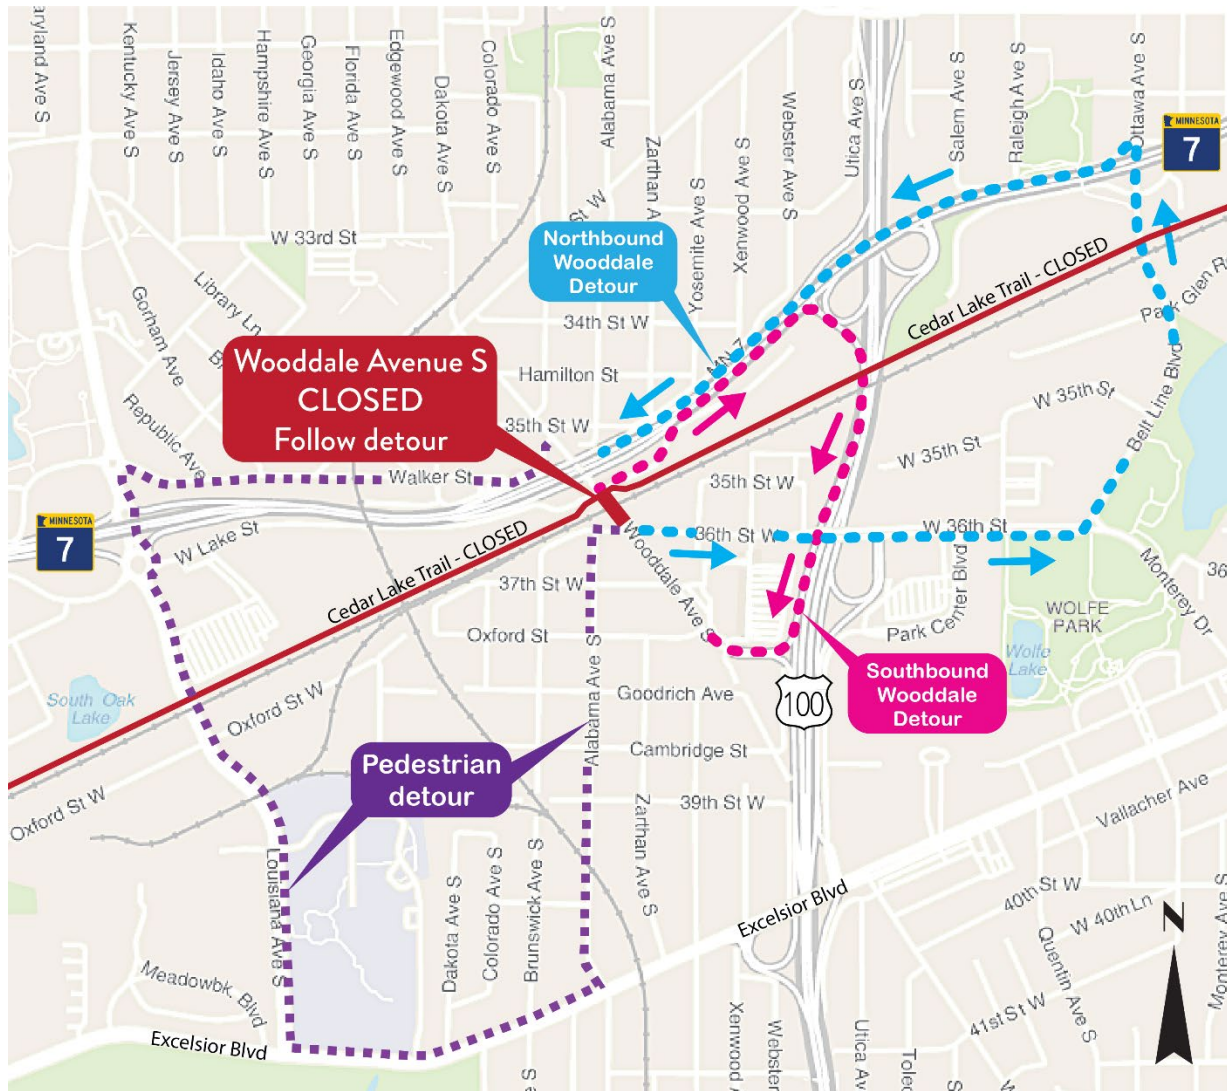 aryland Ave S
Kentucky Ave S
Jersey Ave S
Idaho Ave S
Hampshire Ave S
Georgia Ave S
Florida Ave S
Edgewood Ave S
Dakota Ave S
Colorado Ave S
Alabama Ave S
Zarthan A
Yosemite Ave S
Xenwood Ave S
Webster Ave S
Utica Ave S
Salem Ave S
Raleigh Ave S
Ottawa Ave S
MINNESOTA
7
St W
W 33rd St
Northbound
Wooddale
Detour
Cedar Lake Trail - CLOSED
Park Glen R
Library Ln
Gorham Ave
34th St W
MN 7
Wooddale Avenue S
CLOSED
Follow detour
Hamilton St
Belt Line Blvd
W 35th St
Republic Ave
35th St W
Walker St
W 35th St
35th St W
MINNESOTA
7
W Lake St
36th St W
W 36th St
Cedar Lake Trail - CLOSED
Wooddale Ave S
37th St W
Park Center Blvd
Monterey Dr
36
WOLFE
PARK
Oxford St
Wolfe
Lake
Southbound
Wooddale
Detour
South Oak
Lake
Oxford St W
Alabama Ave S
Goodrich Ave
100
Pedestrian
detour
Cambridge St
39th St W
Zarthan Ave S
Vallacher Ave
Oxford St W
Louisiana Ave S
Dakota Ave S
Colorado Ave S
Brunswick Ave S
Excelsior Blvd
40th St W
W 40th Ln
N
Monterey Ave S
Quentin Ave S
Meadowbk. Blvd
41st St W
Excelsior Blvd
Xenwood
Webster
Utica Av
Toled